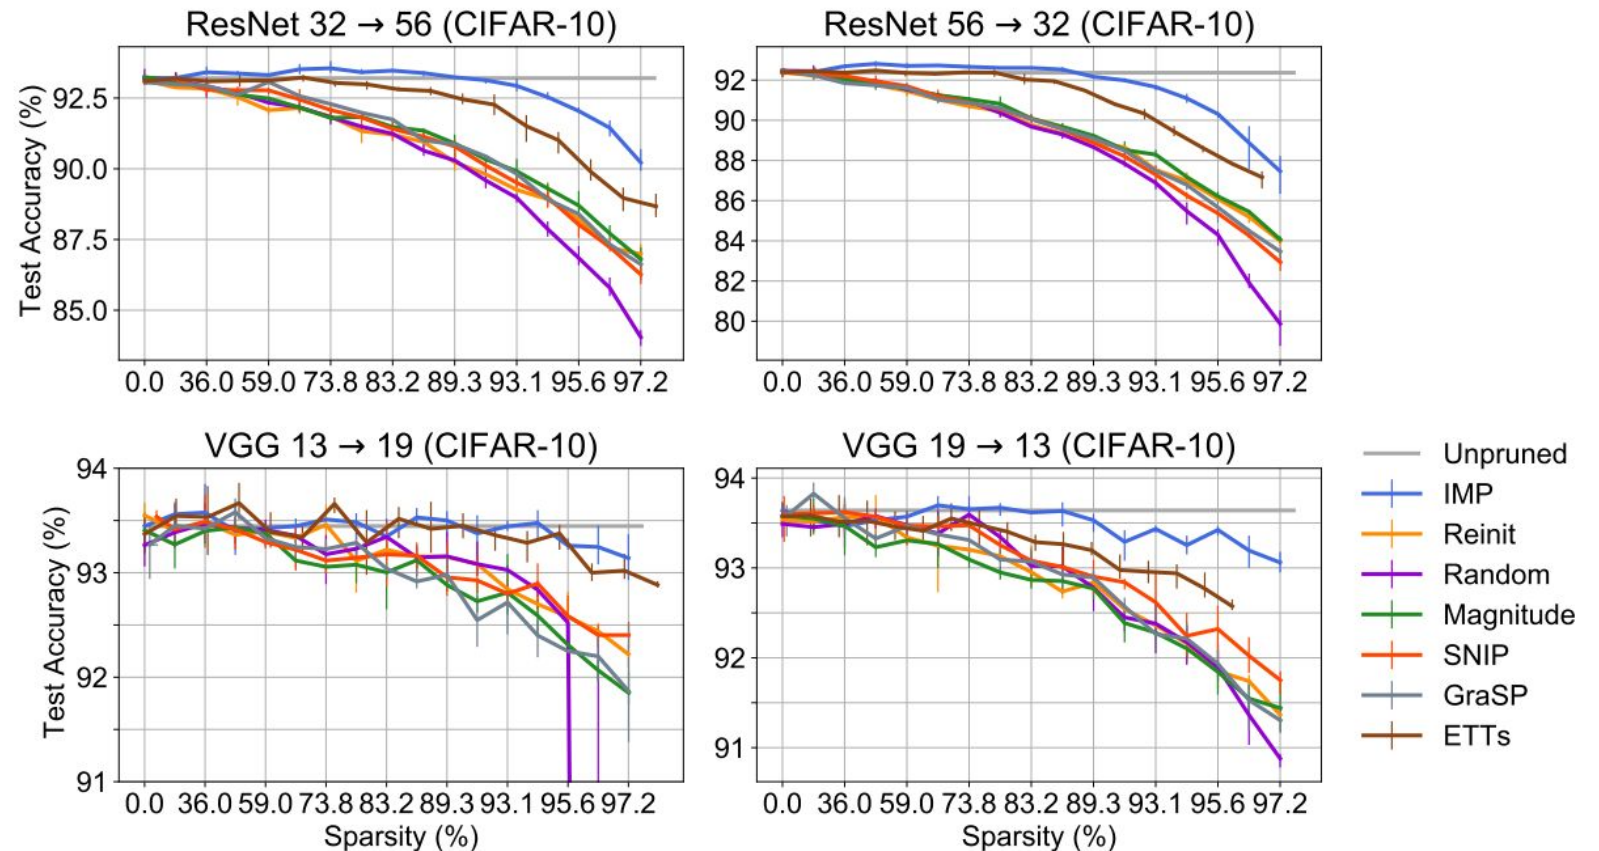 ResNet 32 → 56 (CIFAR-10)
Test Accuracy (%)
92.5
90.0
87.5
85.0
0.0 36.0 59.0 73.8 83.2 89.3 93.1 95.6 97.2
ResNet 56 → 32 (CIFAR-10)
92
90
88
86
84
82
80
0.0 36.0 59.0 73.8 83.2 89.3 93.1 95.6 97.2
VGG 13 → 19 (CIFAR-10)
Test Accuracy (%)
94
93
92
91
0.0 36.0 59.0 73.8 83.2 89.3 93.1 95.6 97.2
Sparsity (%)
VGG 19 → 13 (CIFAR-10)
94
93
92
91
0.0 36.0 59.0 73.8 83.2 89.3 93.1 95.6 97.2
Sparsity (%)
Unpruned
IMP
Reinit
Random
Magnitude
SNIP
GraSP
ETTs